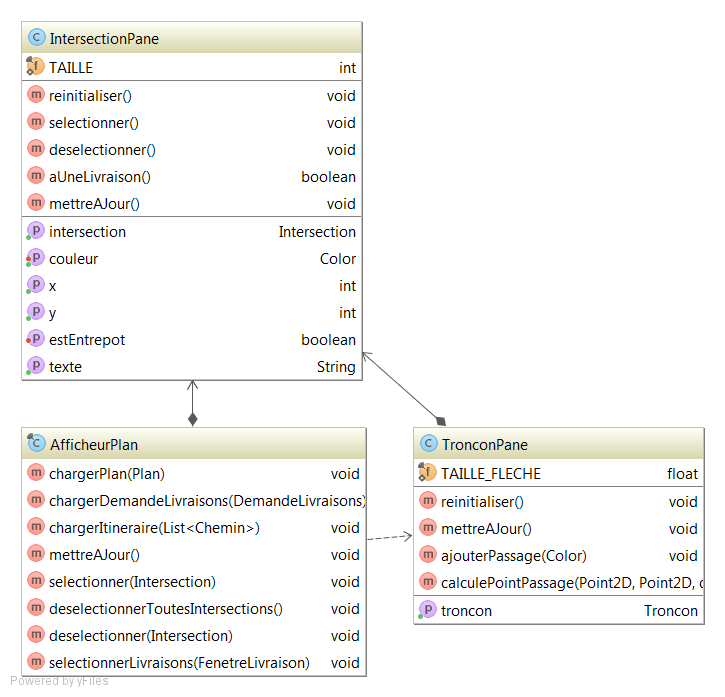 IntersectionPane
TAILLE int
reinitialiser() void
selectionner() void
deselectionner() void
aUneLivraison() boolean
mettreAJour() void
intersection Intersection
couleur Color
x int
y int
estEntrepot boolean
texte String
AfficheurPlan
chargerPlan(Plan) void
chargerDemandeLivraisons(DemandeLivraisons)
chargerItineraire(List<Chemin>) void
mettreAJour() void
selectionner(Intersection) void
deselectionnerToutesIntersections() void
deselectionner(Intersection) void
selectionnerLivraisons(FenetreLivraison) void
TronconPane
TAILLE_FLECHE float
reinitialiser() void
mettreAJour() void
ajouterPassage(Color) void
calculePointPassage(Point2D, Point2D,
troncon Troncon
Powered by yFiles